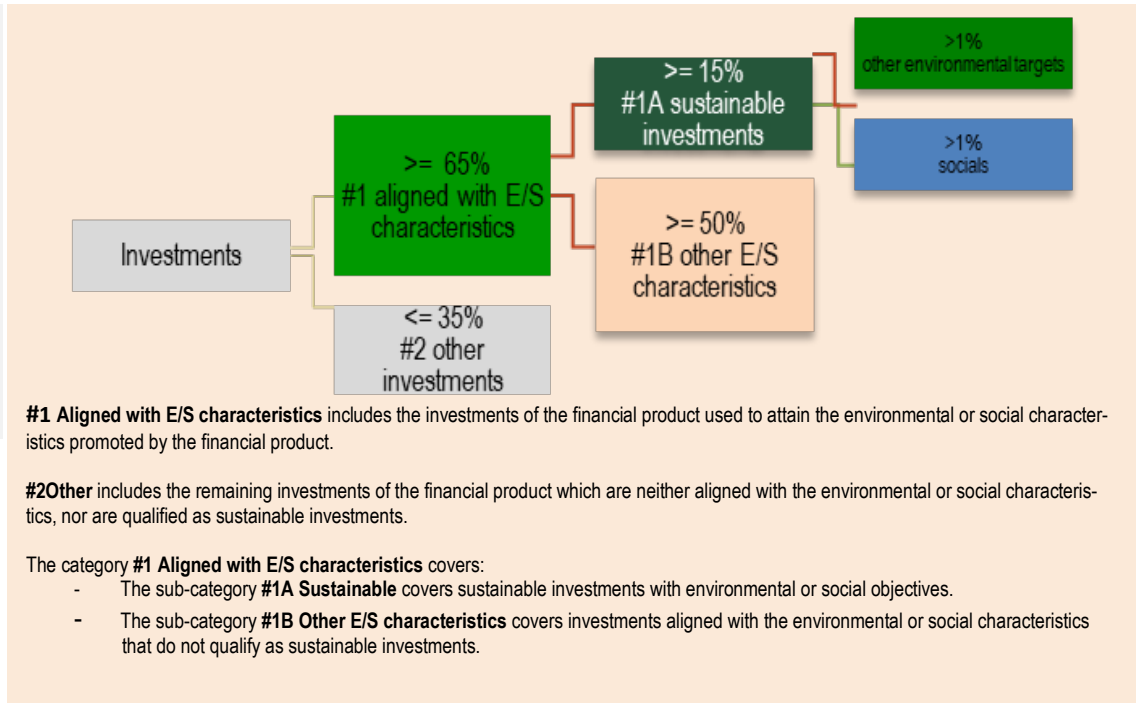 >1%
other environmental targets
>= 15%
#1A sustainable
investments
>1%
socials
>= 65%
#1 aligned with E/S
characteristics
>= 50%
#1B other E/S
characteristics
Investments
<= 35%
#2 other
investments
#1 Aligned with E/S characteristics includes the investments of the financial product used to attain the environmental or social character-
istics promoted by the financial product.
#2Other includes the remaining investments of the financial product which are neither aligned with the environmental or social characteris-
tics, nor are qualified as sustainable investments.
The category #1 Aligned with E/S characteristics covers:
- The sub-category #1A Sustainable covers sustainable investments with environmental or social objectives.
- The sub-category #1B Other E/S characteristics covers investments aligned with the environmental or social characteristics
that do not qualify as sustainable investments.